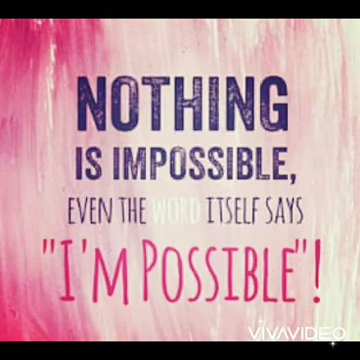 NOTHING
IS IMPOSSIBLE,
EVEN THE WORD ITSELF SAYS
"I'M POSSIBLE"!
VIVAVIDEO